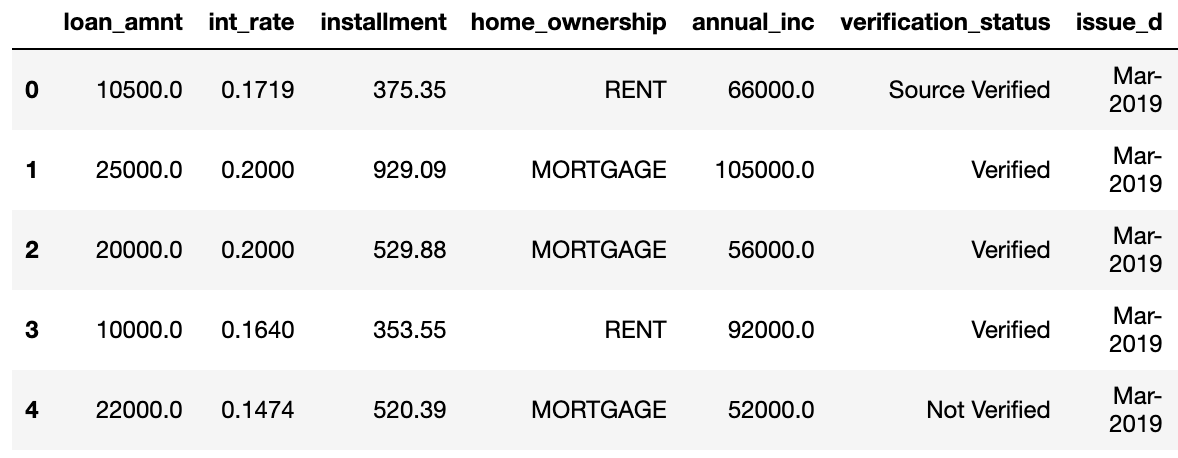 loan_amnt int_rate installment home_ownership annual_inc verification_status issue_d
0 10500.0 0.1719 375.35 RENT 66000.0 Source Verified Mar-
2019
1 25000.0 0.2000 929.09 MORTGAGE 105000.0 Verified Mar-
2019
2 20000.0 0.2000 529.88 MORTGAGE 56000.0 Verified Mar-
2019
3 10000.0 0.1640 353.55 RENT 92000.0 Verified Mar-
2019
4 22000.0 0.1474 520.39 MORTGAGE 52000.0 Not Verified Mar-
2019